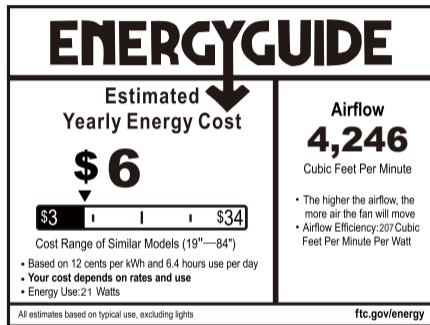 ENERGYGUIDE
Estimated
Yearly Energy Cost
$6
$3
$34
Cost Range of Similar Models (19"—84")
• Based on 12 cents per kWh and 6.4 hours use per day
• Your cost depends on rates and use
• Energy Use:21 Watts
Airflow
4,246
Cubic Feet Per Minute
• The higher the airflow, the
more air the fan will move
• Airflow Efficiency:207 Cubic
Feet Per Minute Per Watt
All estimates based on typical use, excluding lights
ftc.gov/energy